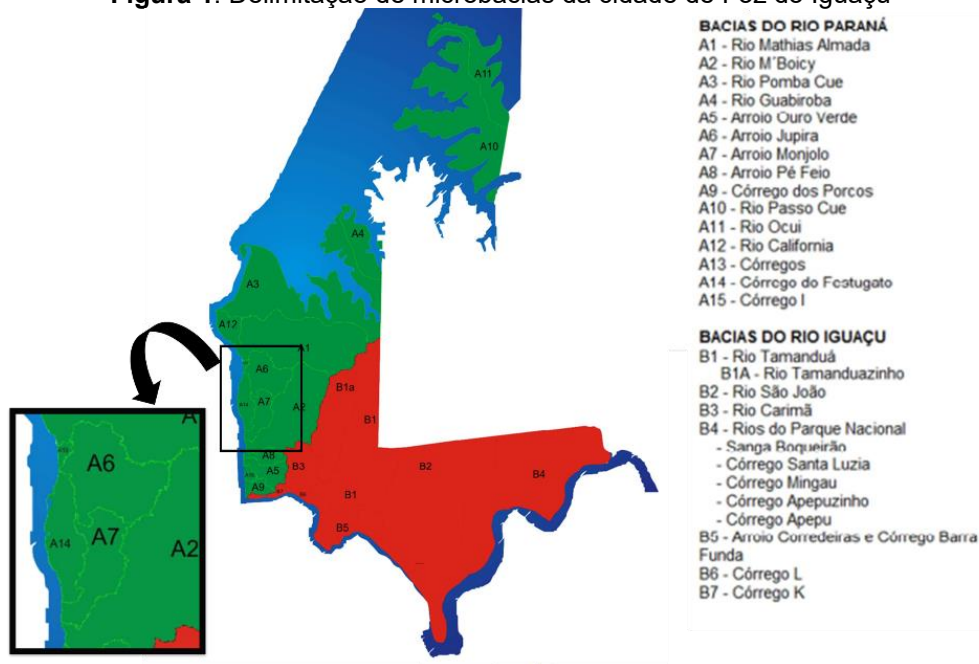 Figura 1. Delimitação de microbacias da cidade de Foz do Iguaçu
A11
A10
A4
A3
A12
A1
A6
B1a
A7
A2
B1
A8
B3
A5
B2
A9
B4
B1
B5
A
A6
A14
A7
A2
BACIAS DO RIO PARANÁ
A1 - Rio Mathias Almada
A2 - Rio M´Boicy
A3 - Rio Pomba Cue
A4 - Rio Guabiroba
A5 - Arroio Ouro Verde
A6 - Arroio Jupira
A7 - Arroio Monjolo
A8 - Arroio Pé Feio
A9 - Córrego dos Porcos
A10 - Rio Passo Cue
A11 - Rio Ocui
A12 - Rio California
A13 - Córregos
A14 - Córrego do Festugato
A15 - Córrego I
BACIAS DO RIO IGUAÇU
B1 - Rio Tamanduá
B1A - Rio Tamanduazinho
B2 - Rio São João
B3 - Rio Carimã
B4 - Rios do Parque Nacional
- Sanga Boqueirão
- Córrego Santa Luzia
- Córrego Mingau
- Córrego Apepuzinho
- Córrego Apepu
B5 - Arroio Corredeiras e Córrego Barra
Funda
B6 - Córrego L
B7 - Córrego K